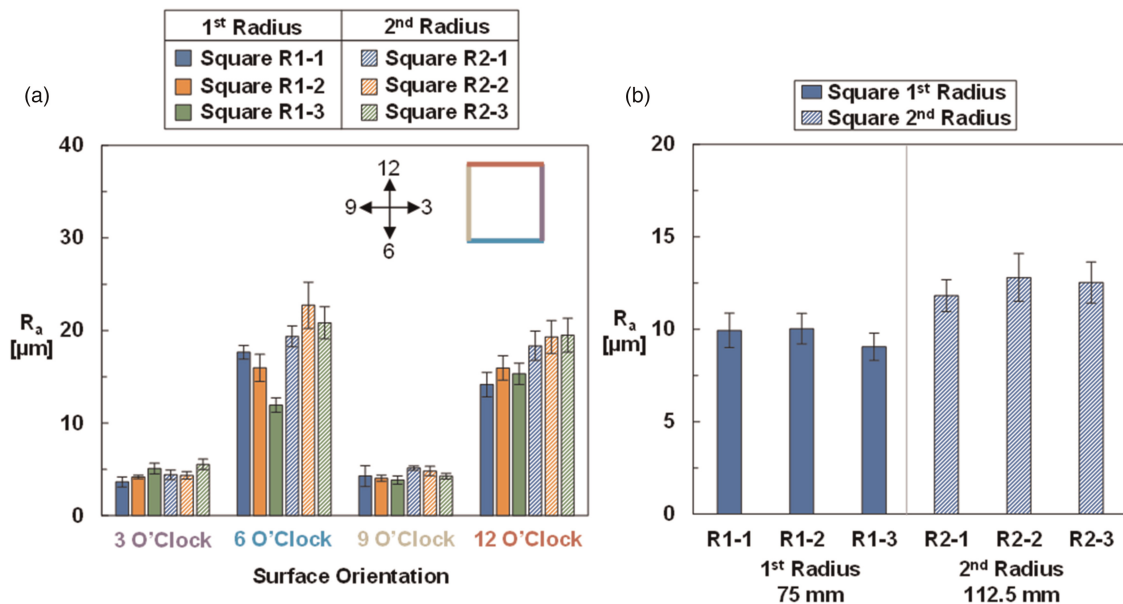 1st Radius 2nd Radius
Square R1-1 Square R2-1
Square R1-2 Square R2-2
Square R1-3 Square R2-3
(a)
40
30
20
10
0
Ra
[µm]
12
9 3
6
3 O'Clock 6 O'Clock 9 O'Clock 12 O'Clock
Surface Orientation
(b)
Square 1st Radius
Square 2nd Radius
20
15
10
5
0
Ra
[µm]
R1-1 R1-2 R1-3 R2-1 R2-2 R2-3
1st Radius 2nd Radius
75 mm 112.5 mm